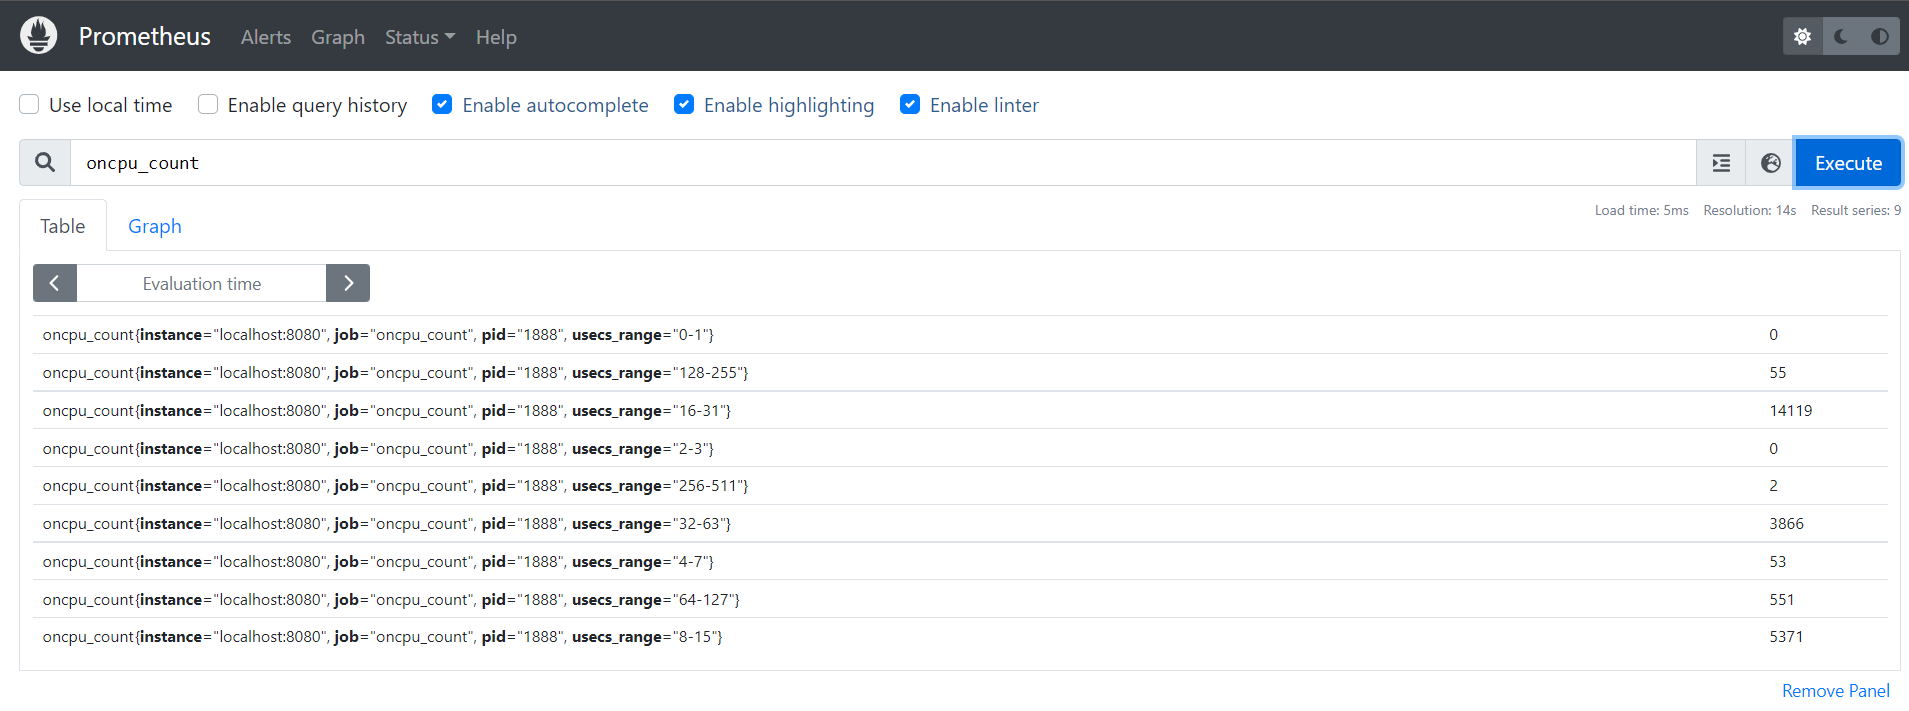 Prometheus Alerts Graph Status Help
Use local time Enable query history Enable autocomplete Enable highlighting Enable linter
oncpu_count Execute
Table Graph Load time: 5ms Resolution: 14s Result series: 9
Evaluation time
oncpu_count{instance="localhost:8080", job="oncpu_count", pid="1888", usecs_range="0-1"} 0
oncpu_count{instance="localhost:8080", job="oncpu_count", pid="1888", usecs_range="128-255"} 55
oncpu_count{instance="localhost:8080", job="oncpu_count", pid="1888", usecs_range="16-31"} 14119
oncpu_count{instance="localhost:8080", job="oncpu_count", pid="1888", usecs_range="2-3"} 0
oncpu_count{instance="localhost:8080", job="oncpu_count", pid="1888", usecs_range="256-511"} 2
oncpu_count{instance="localhost:8080", job="oncpu_count", pid="1888", usecs_range="32-63"} 3866
oncpu_count{instance="localhost:8080", job="oncpu_count", pid="1888", usecs_range="4-7"} 53
oncpu_count{instance="localhost:8080", job="oncpu_count", pid="1888", usecs_range="64-127"} 551
oncpu_count{instance="localhost:8080", job="oncpu_count", pid="1888", usecs_range="8-15"} 5371
Remove Panel